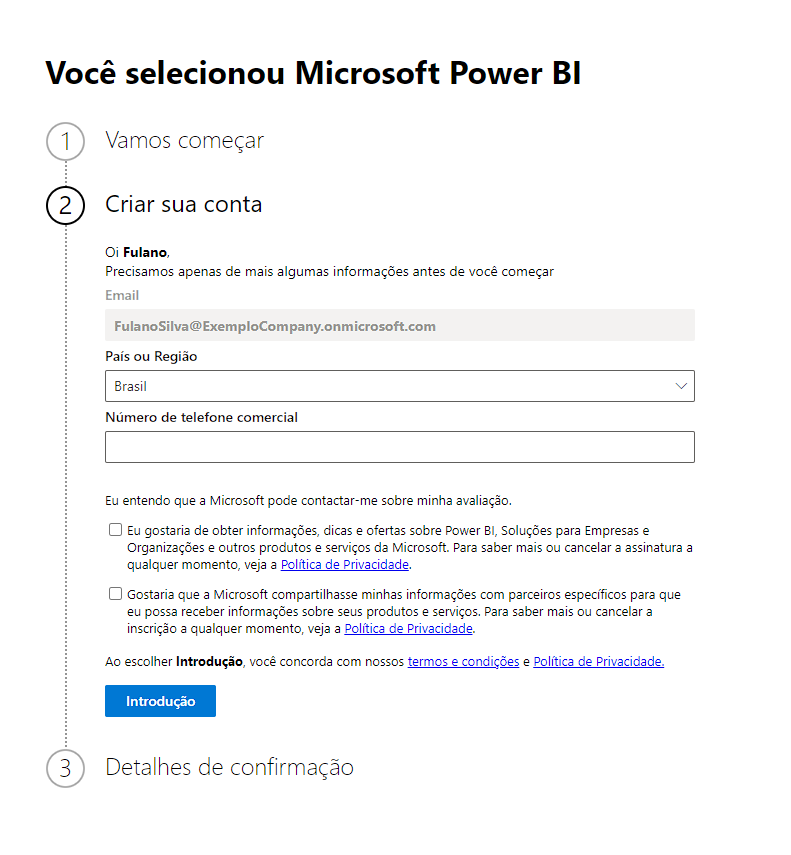 Você selecionou Microsoft Power BI
1 Vamos começar
2 Criar sua conta
Oi Fulano,
Precisamos apenas de mais algumas informações antes de você começar
Email
FulanoSilva@ExemploCompany.onmicrosoft.com
País ou Região
Brasil
Número de telefone comercial
Eu entendo que a Microsoft pode contactar-me sobre minha avaliação.
Eu gostaria de obter informações, dicas e ofertas sobre Power BI, Soluções para Empresas e
Organizações e outros produtos e serviços da Microsoft. Para saber mais ou cancelar a assinatura a
qualquer momento, veja a Política de Privacidade.
Gostaria que a Microsoft compartilhasse minhas informações com parceiros específicos para que
eu possa receber informações sobre seus produtos e serviços. Para saber mais ou cancelar a
inscrição a qualquer momento, veja a Política de Privacidade.
Ao escolher Introdução, você concorda com nossos termos e condições e Política de Privacidade.
Introdução
3 Detalhes de confirmação